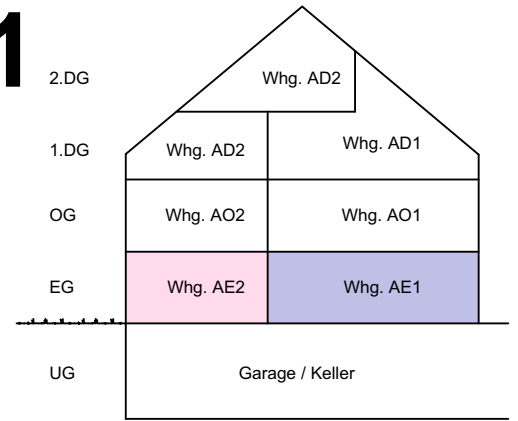 1
2.DG Whg. AD2
1.DG Whg. AD2 Whg. AD1
OG Whg. AO2 Whg. AO1
EG Whg. AE2 Whg. AE1
UG Garage / Keller